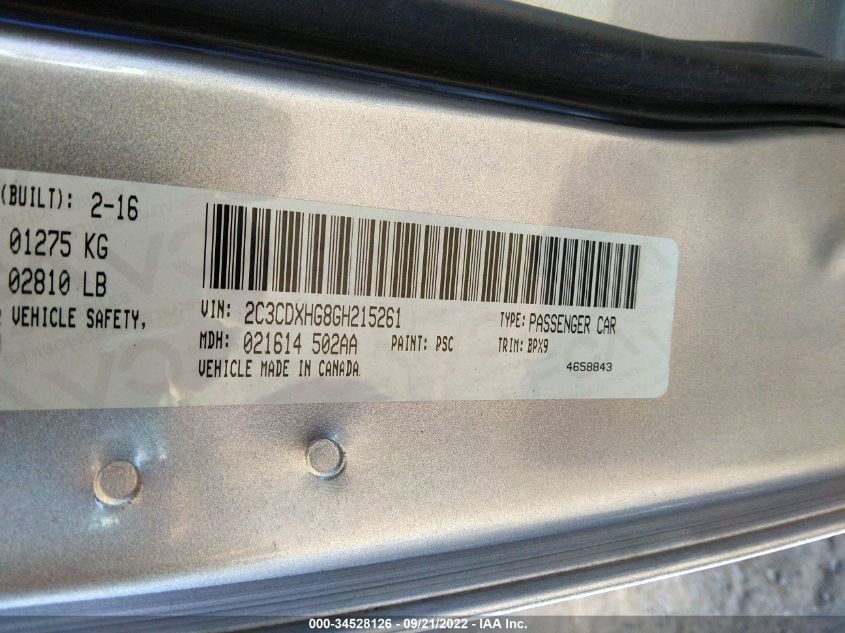 (BUILT): 2-16
01275 KG
02810 LB
VEHICLE SAFETY,
VIN: 2C3CDXHG8GH215261 TYPE: PASSENGER CAR
MDH: 021614 502AA PAINT: PSC TRIM: BPX9
VEHICLE MADE IN CANADA 4658843
000-34528126 - 09/21/2022 - IAA Inc.